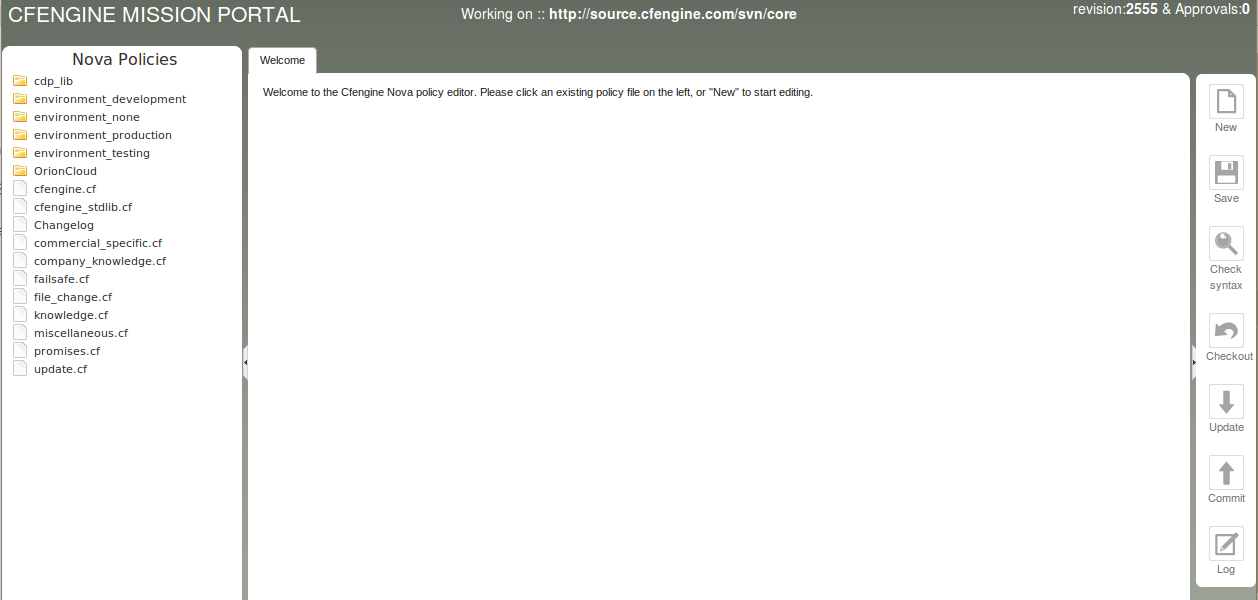 CFENGINE MISSION PORTAL
Working on :: http://source.cfengine.com/svn/core
revision:2555 & Approvals:0
Nova Policies
cdp_lib
environment_development
environment_none
environment_production
environment_testing
OrionCloud
cfengine.cf
cfengine_stdlib.cf
Changelog
commercial_specific.cf
company_knowledge.cf
failsafe.cf
file_change.cf
knowledge.cf
miscellaneous.cf
promises.cf
update.cf
Welcome
Welcome to the Cfengine Nova policy editor. Please click an existing policy file on the left, or "New" to start editing.
New
Save
Check
syntax
Checkout
Update
Commit
Log